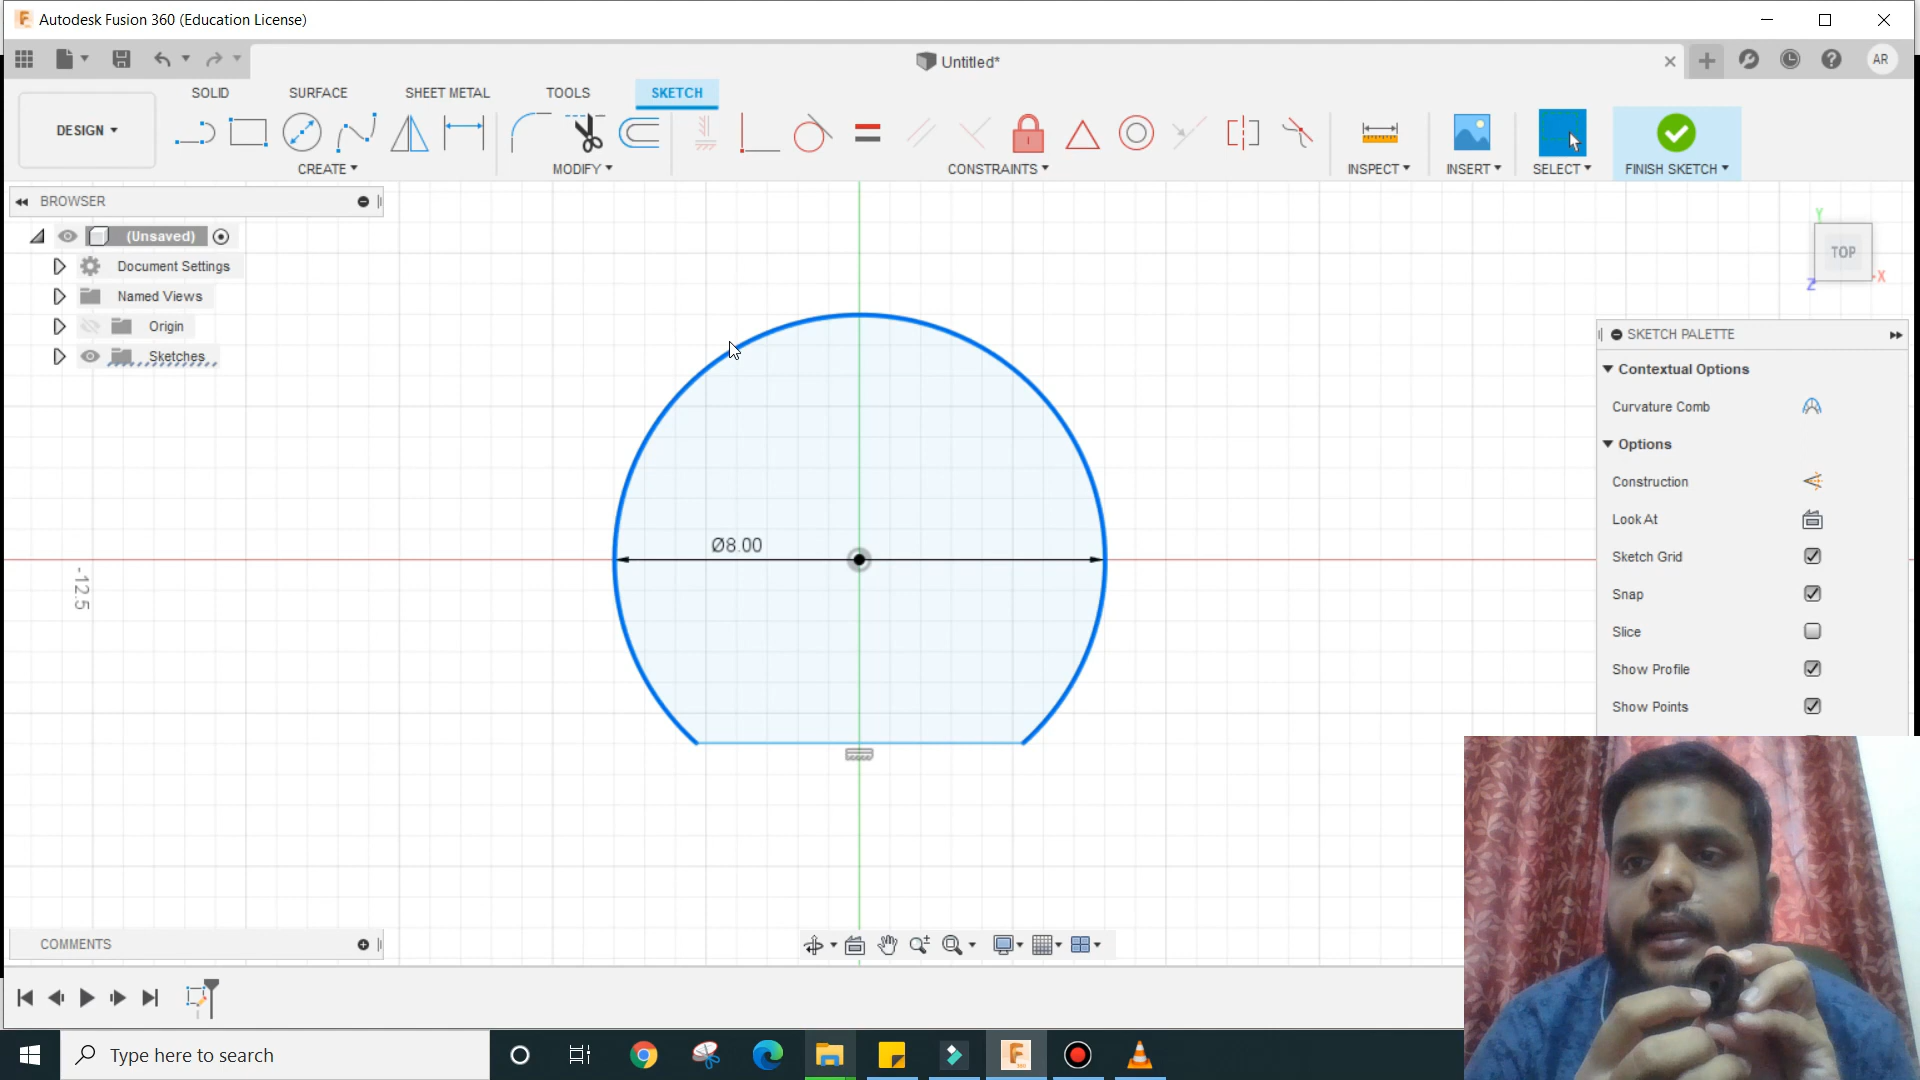 Autodesk Fusion 360 (Education License)
Untitled*
AR
SOLID
SURFACE
SHEET METAL
TOOLS
SKETCH
DESIGN
CREATE
MODIFY
CONSTRAINTS
INSPECT
INSERT
SELECT
FINISH SKETCH
BROWSER
(Unsaved)
Document Settings
Named Views
Origin
Sketches
Y
TOP
X
Z
SKETCH PALETTE
Contextual Options
Curvature Comb
Options
Construction
Look At
Sketch Grid
Snap
Slice
Show Profile
Show Points
Ø8.00
-12.5
COMMENTS
Type here to search